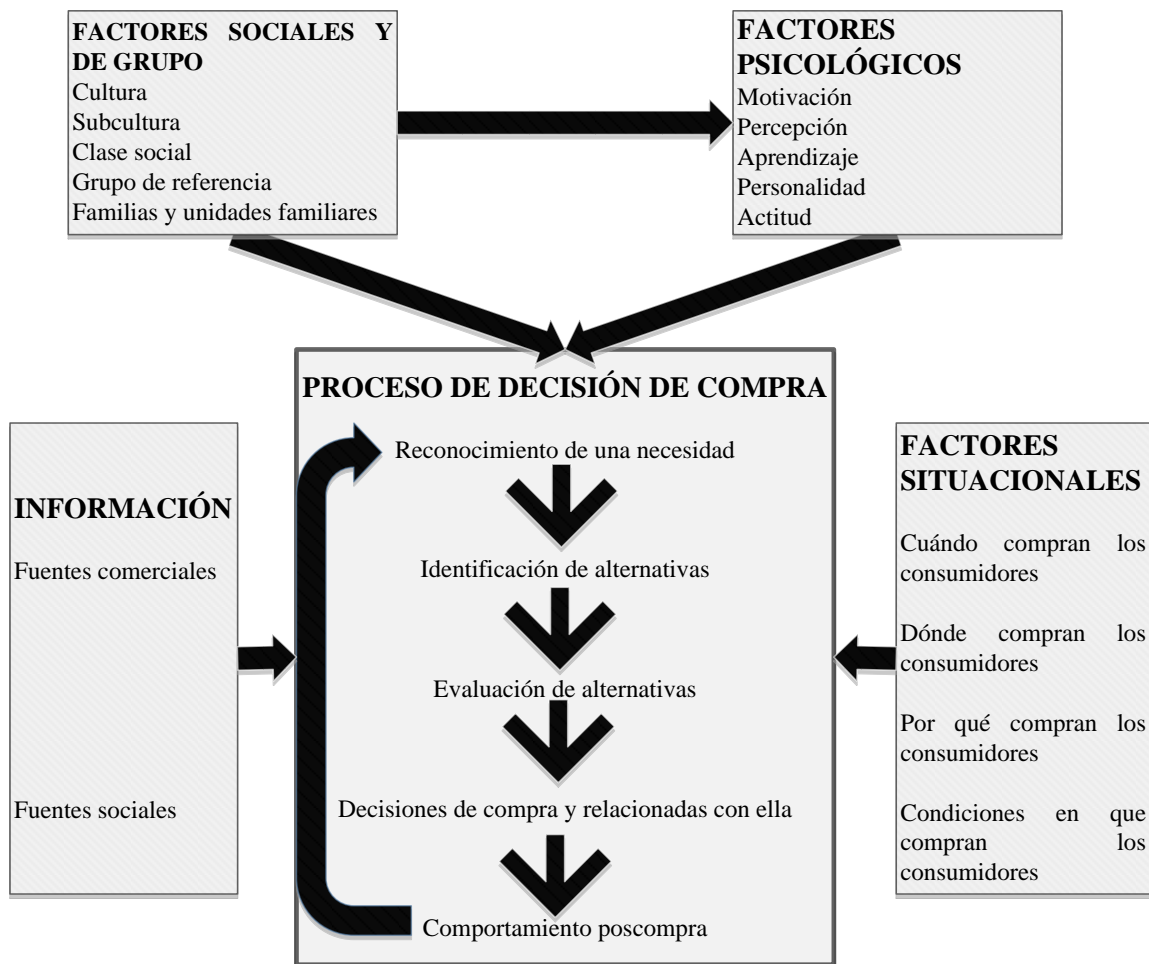 FACTORES SOCIALES Y
DE GRUPO
Cultura
Subcultura
Clase social
Grupo de referencia
Familias y unidades familiares
FACTORES
PSICOLÓGICOS
Motivación
Percepción
Aprendizaje
Personalidad
Actitud
PROCESO DE DECISIÓN DE COMPRA
Reconocimiento de una necesidad
Identificación de alternativas
Evaluación de alternativas
Decisiones de compra y relacionadas con ella
Comportamiento poscompra
INFORMACIÓN
Fuentes comerciales
Fuentes sociales
FACTORES
SITUACIONALES
Cuándo compran los
consumidores
Dónde compran los
consumidores
Por qué compran los
consumidores
Condiciones en que
compran los
consumidores